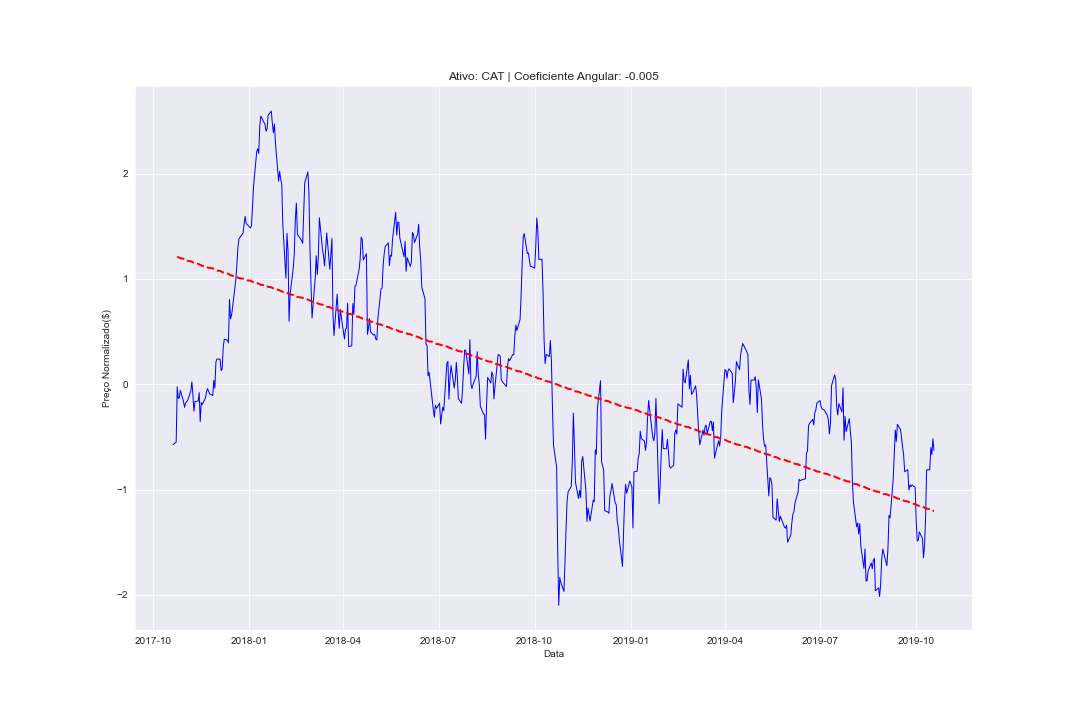 Ativo: CAT | Coeficiente Angular: -0.005
Preço Normalizado($)
2
1
0
−1
−2
2017-10 2018-01 2018-04 2018-07 2018-10 2019-01 2019-04 2019-07 2019-10
Data